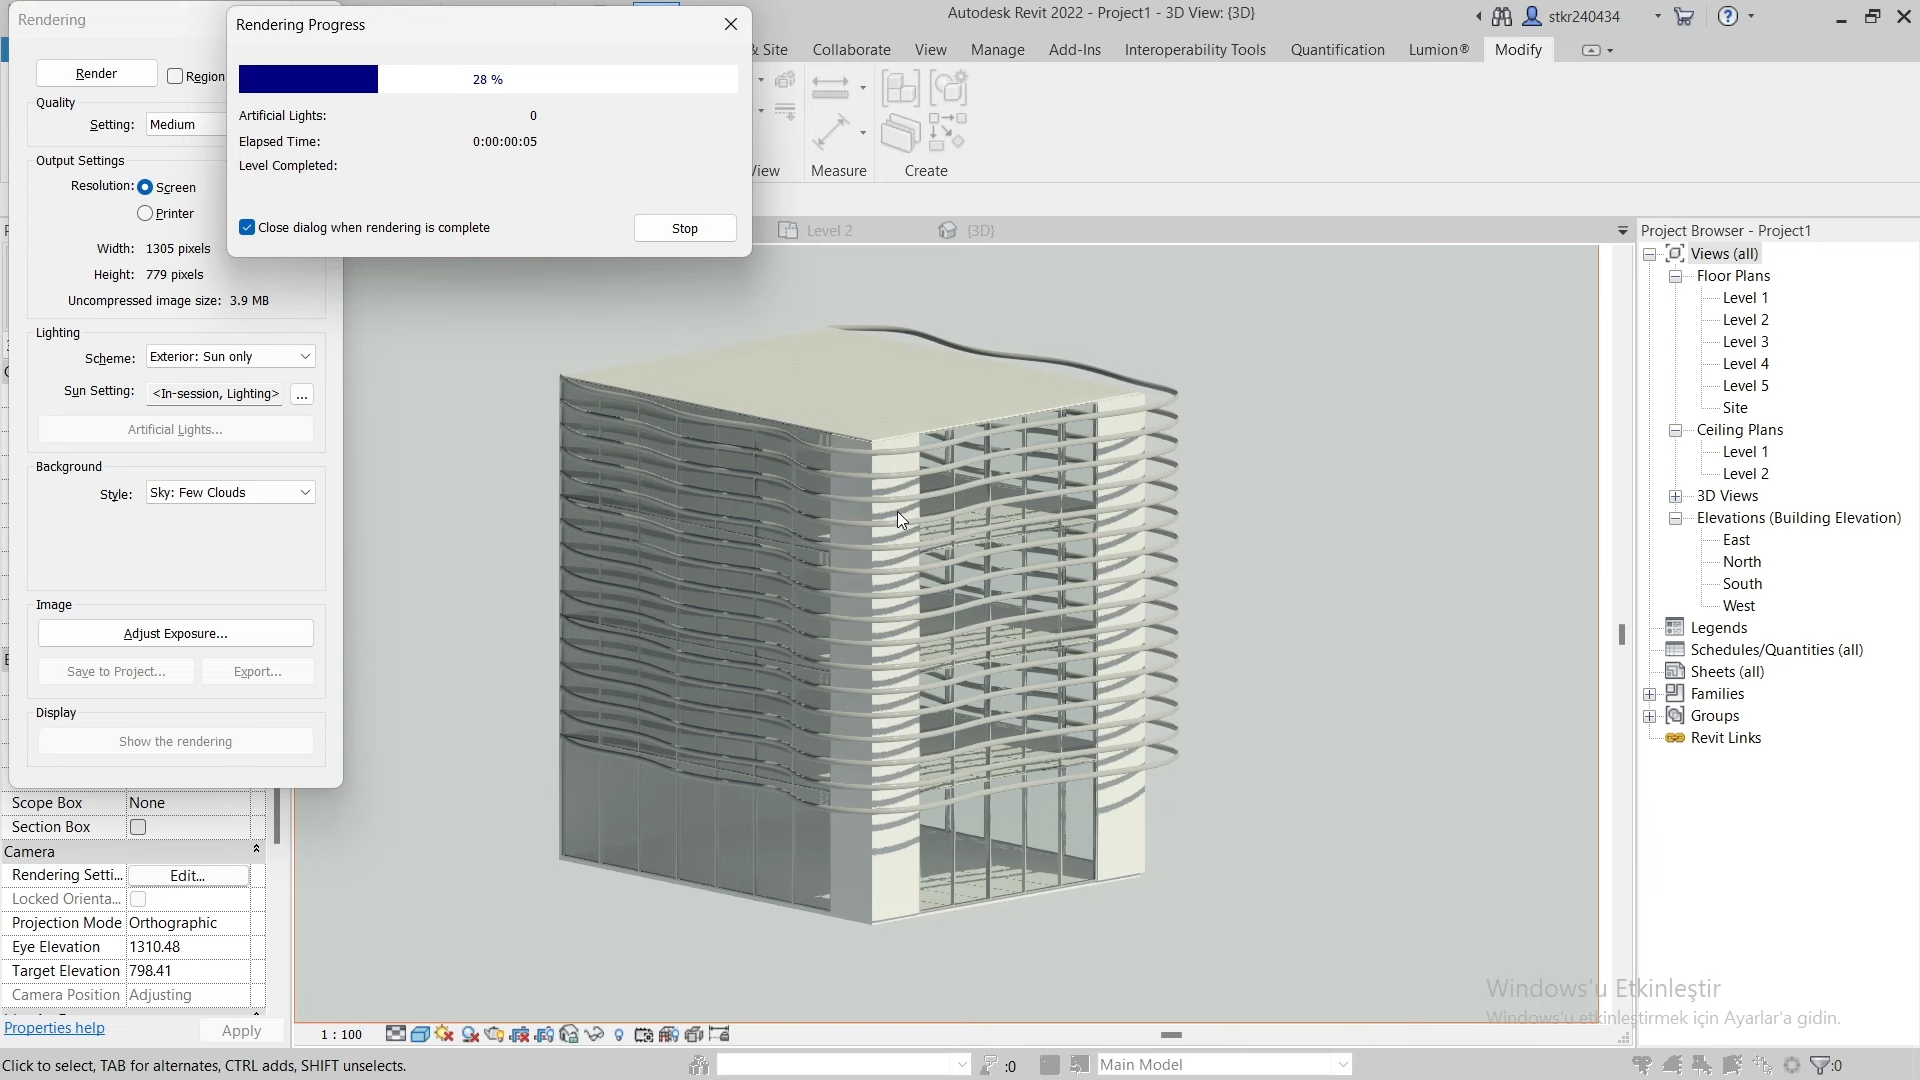 Rendering
Render
Region
Quality
Setting: Medium
Output Settings
Resolution: Screen
Printer
Width: 1305 pixels
Height: 779 pixels
Uncompressed image size: 3.9 MB
Lighting
Scheme: Exterior: Sun only
Sun Setting: <In-session, Lighting> ...
Artificial Lights...
Background
Style: Sky: Few Clouds
Image
Adjust Exposure...
Save to Project... Export...
Display
Show the rendering
Rendering Progress
28 %
Artificial Lights: 0
Elapsed Time: 0:00:00:05
Level Completed:
Close dialog when rendering is complete
Stop
Autodesk Revit 2022 - Project1 - 3D View: {3D}
stkr240434
& Site Collaborate View Manage Add-Ins Interoperability Tools Quantification Lumion® Modify
Measure Create
Level 2 {3D}
Project Browser - Project1
Views (all)
Floor Plans
Level 1
Level 2
Level 3
Level 4
Level 5
Site
Ceiling Plans
Level 1
Level 2
3D Views
Elevations (Building Elevation)
East
North
South
West
Legends
Schedules/Quantities (all)
Sheets (all)
Families
Groups
Revit Links
Scope Box None
Section Box
Camera
Rendering Setti... Edit...
Locked Orienta...
Projection Mode Orthographic
Eye Elevation 1310.48
Target Elevation 798.41
Camera Position Adjusting
Properties help Apply
1 : 100
Windows'u Etkinleştir
Windows'u etkinleştirmek için Ayarlar'a gidin.
Click to select, TAB for alternates, CTRL adds, SHIFT unselects.
:0
Main Model
:0